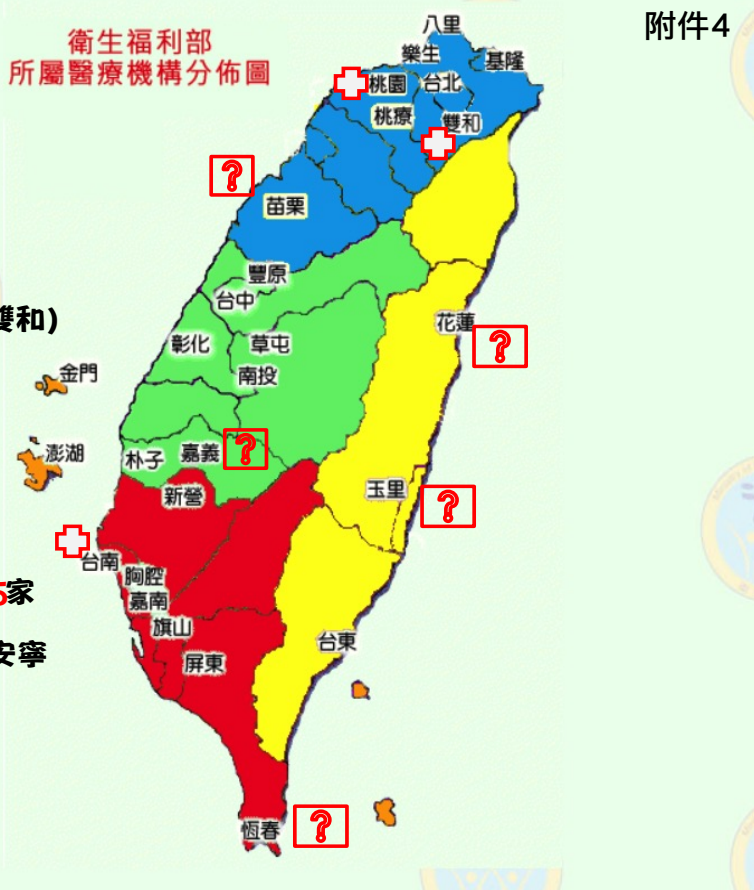 附件4
衛生福利部
所屬醫療機構分佈圖
八里
樂生
基隆
桃園
台北
桃療
雙和
?
苗栗
豐原
台中
雙和)
花蓮
?
彰化
草屯
南投
金門
澎湖
朴子
嘉義
?
新營
玉里
?
台南
胸腔
5家
嘉南
旗山
台東
安寧
屏東
恆春
?